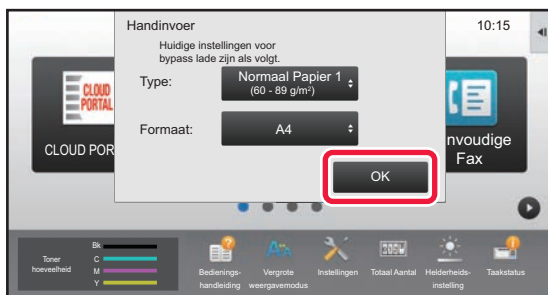 Handinvoer
10:15
Huidige instellingen voor
bypass lade zijn als volgt.
Type:
Normaal Papier 1
(60 - 89 g/m²)
Formaat:
A4
OK
CLOUD
PORTAL
CLOUD POR
nvoudige
Fax
Toner
hoeveelheid
Bk
C
M
Y
Bedienings-
handleiding
Vergrote
weergavemodus
Instellingen
Totaal Aantal
Helderheids-
instelling
Taakstatus